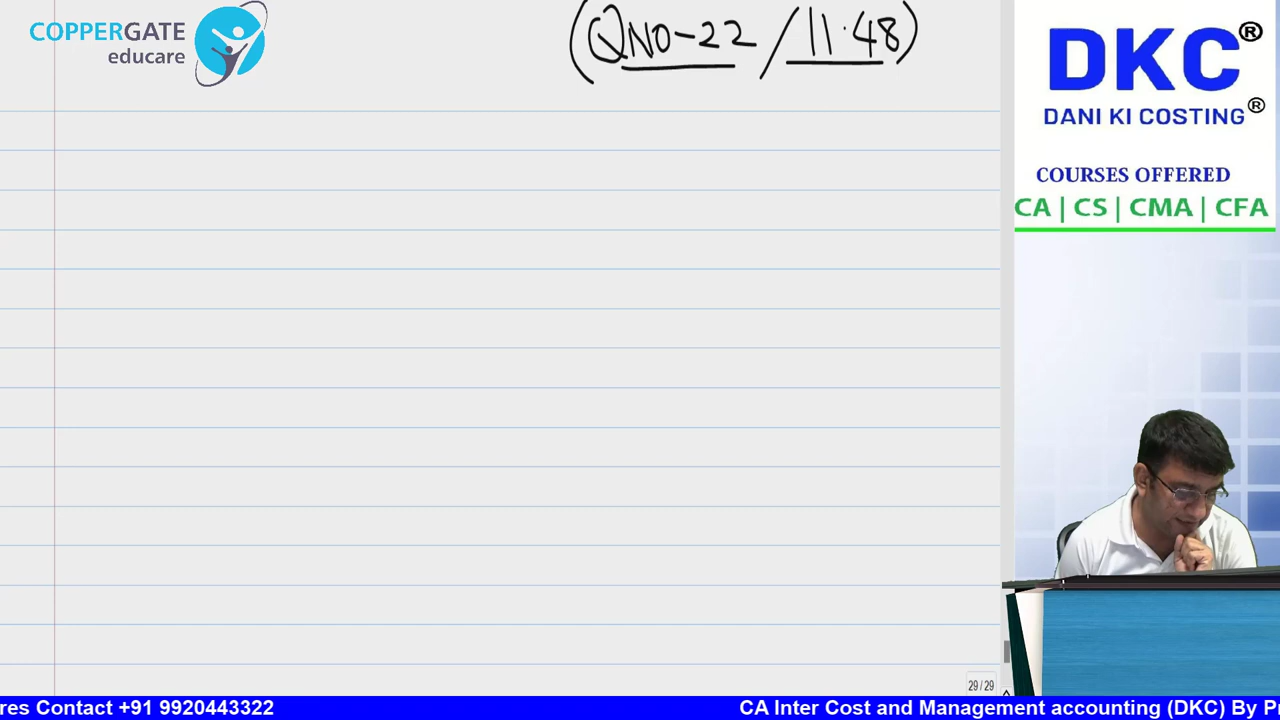 COPPERGATE
educare
(QNO-22 / 11.48)
DKC®
DANI KI COSTING®
COURSES OFFERED
CA | CS | CMA | CFA
29/29
res Contact +91 9920443322
CA Inter Cost and Management accounting (DKC) By Pr